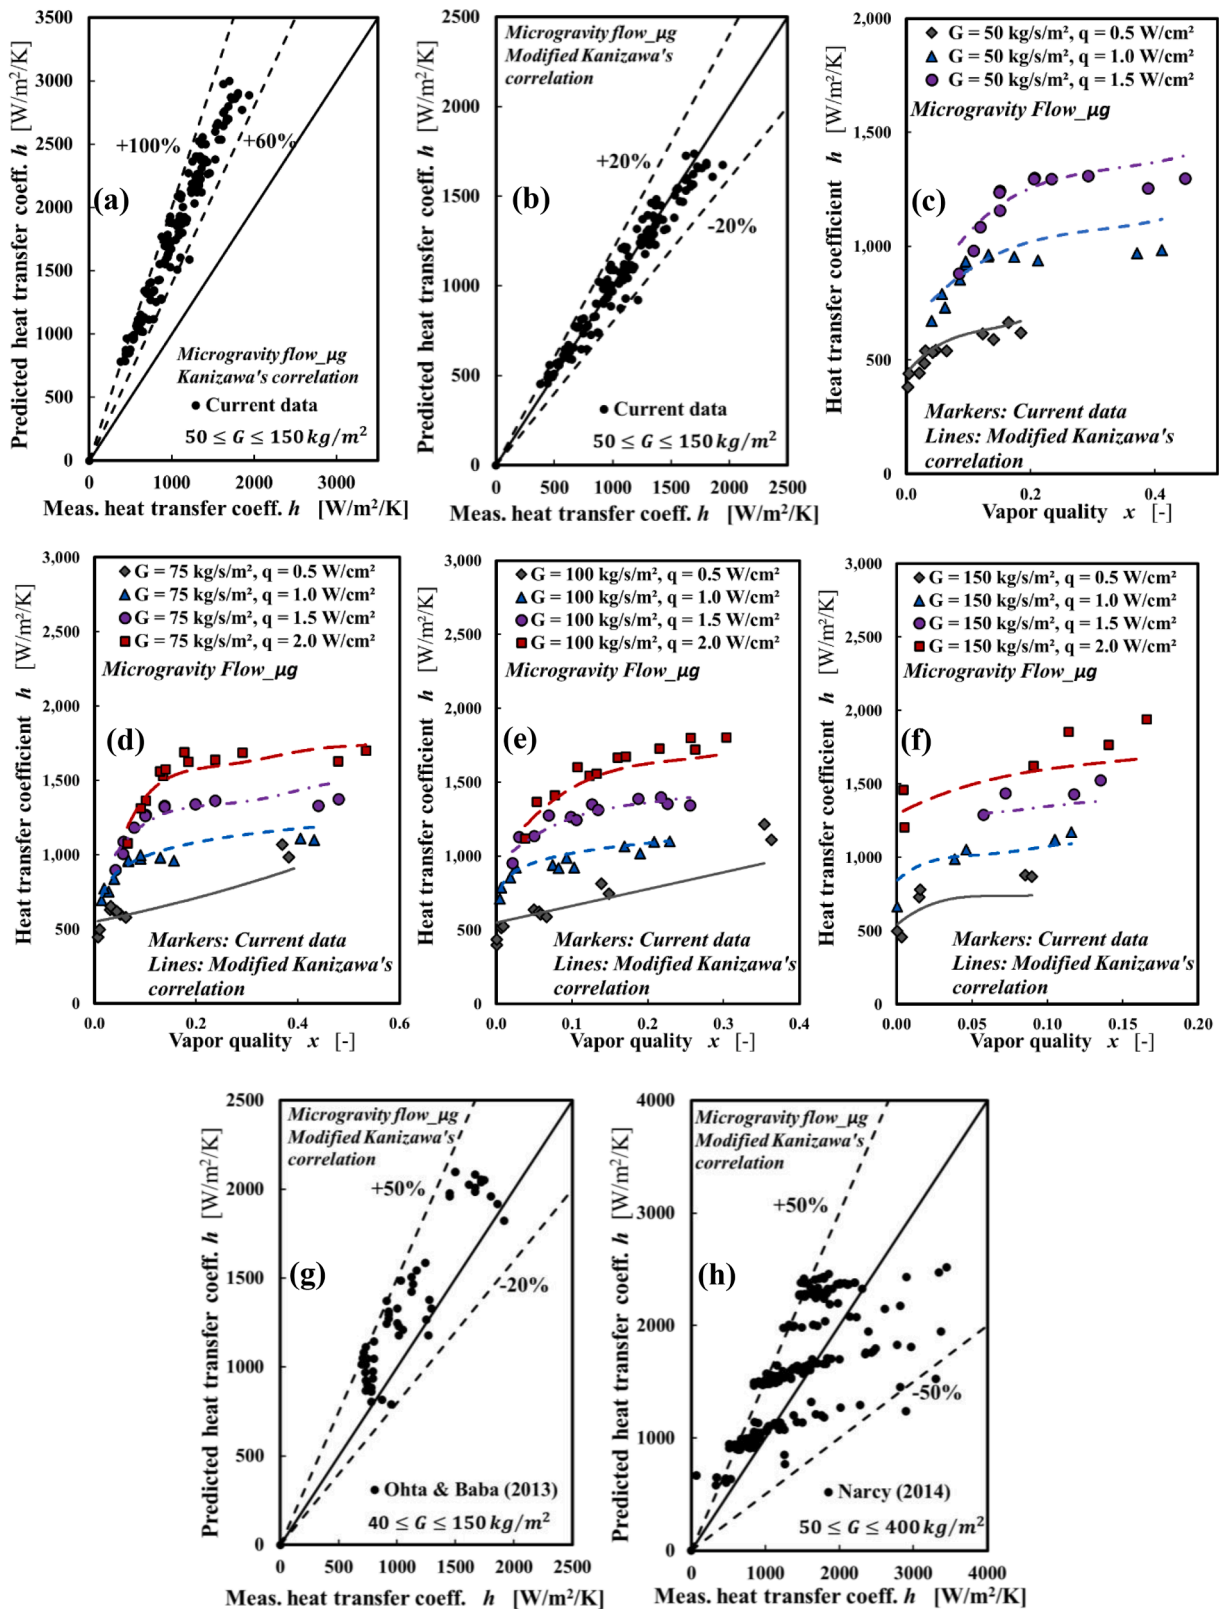 3500
3000
2500
2000
1500
1000
500
0
0
1000
2000
3000
Predicted heat transfer coeff. h [W/m²/K]
Meas. heat transfer coeff. h [W/m²/K]
+100%
+60%
(a)
Microgravity flow_μg
Kanizawa's correlation
Current data
50 ≤ G ≤ 150 kg/m²
2500
2000
1500
1000
500
0
0
500
1000
1500
2000
2500
Predicted heat transfer coeff. h [W/m²/K]
Meas. heat transfer coeff. h [W/m²/K]
Microgravity flow_μg
Modified Kanizawa's
correlation
+20%
-20%
(b)
Current data
50 ≤ G ≤ 150 kg/m²
2,000
1,500
1,000
500
0
0.0
0.2
0.4
Heat transfer coefficient h [W/m²/K]
Vapor quality x [-]
G = 50 kg/s/m², q = 0.5 W/cm²
G = 50 kg/s/m², q = 1.0 W/cm²
G = 50 kg/s/m², q = 1.5 W/cm²
Microgravity Flow_μg
(c)
Markers: Current data
Lines: Modified Kanizawa's
correlation
3,000
2,500
2,000
1,500
1,000
500
0
0.0
0.2
0.4
0.6
Heat transfer coefficient h [W/m²/K]
Vapor quality x [-]
G = 75 kg/s/m², q = 0.5 W/cm²
G = 75 kg/s/m², q = 1.0 W/cm²
G = 75 kg/s/m², q = 1.5 W/cm²
G = 75 kg/s/m², q = 2.0 W/cm²
Microgravity Flow_μg
(d)
Markers: Current data
Lines: Modified Kanizawa's
correlation
3,000
2,500
2,000
1,500
1,000
500
0
0.0
0.1
0.2
0.3
0.4
Heat transfer coefficient h [W/m²/K]
Vapor quality x [-]
G = 100 kg/s/m², q = 0.5 W/cm²
G = 100 kg/s/m², q = 1.0 W/cm²
G = 100 kg/s/m², q = 1.5 W/cm²
G = 100 kg/s/m², q = 2.0 W/cm²
Microgravity Flow_μg
(e)
Markers: Current data
Lines: Modified Kanizawa's
correlation
3,000
2,500
2,000
1,500
1,000
500
0
0.00
0.05
0.10
0.15
0.20
Heat transfer coefficient h [W/m²/K]
Vapor quality x [-]
G = 150 kg/s/m², q = 0.5 W/cm²
G = 150 kg/s/m², q = 1.0 W/cm²
G = 150 kg/s/m², q = 1.5 W/cm²
G = 150 kg/s/m², q = 2.0 W/cm²
Microgravity Flow_μg
(f)
Markers: Current data
Lines: Modified Kanizawa's
correlation
2500
2000
1500
1000
500
0
0
500
1000
1500
2000
2500
Predicted heat transfer coeff. h [W/m²/K]
Meas. heat transfer coeff. h [W/m²/K]
Microgravity flow_μg
Modified Kanizawa's
correlation
+50%
-20%
(g)
Ohta & Baba (2013)
40 ≤ G ≤ 150 kg/m²
4000
3000
2000
1000
0
0
1000
2000
3000
4000
Predicted heat transfer coeff. h [W/m²/K]
Meas. heat transfer coeff. h [W/m²/K]
Microgravity flow_μg
Modified Kanizawa's
correlation
+50%
-50%
(h)
Narcy (2014)
50 ≤ G ≤ 400 kg/m²